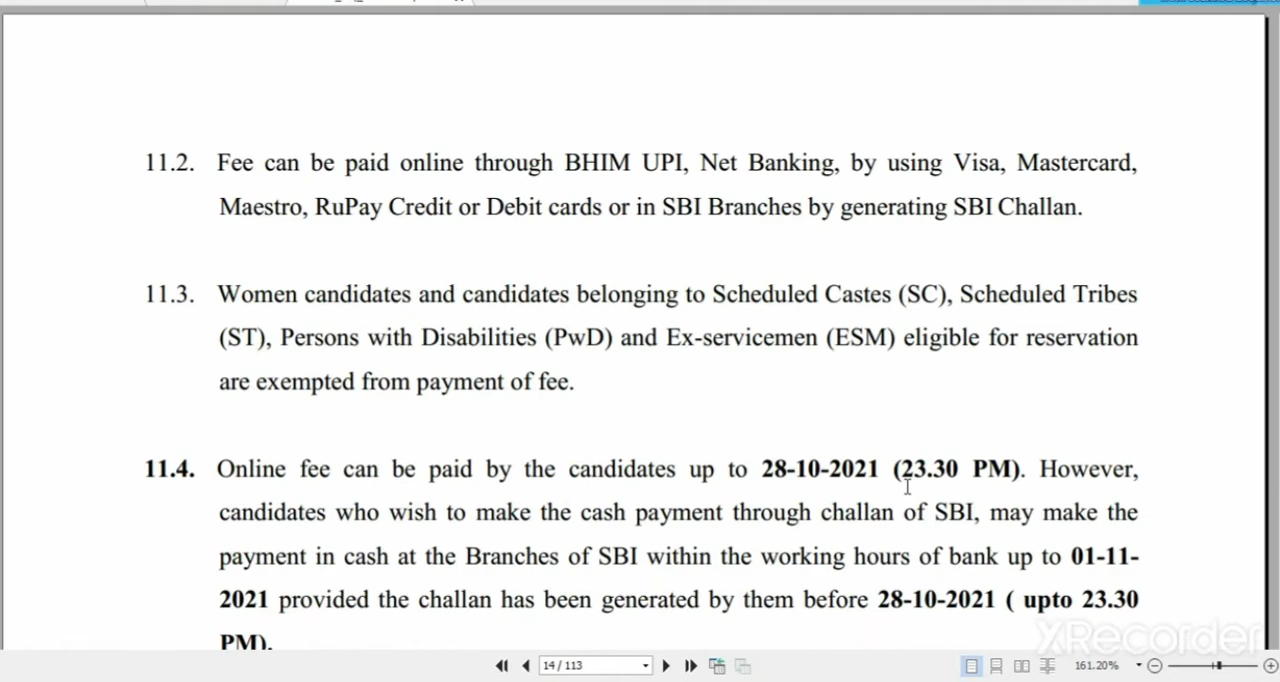 11.2. Fee can be paid online through BHIM UPI, Net Banking, by using Visa, Mastercard,
Maestro, RuPay Credit or Debit cards or in SBI Branches by generating SBI Challan.
11.3. Women candidates and candidates belonging to Scheduled Castes (SC), Scheduled Tribes
(ST), Persons with Disabilities (PwD) and Ex-servicemen (ESM) eligible for reservation
are exempted from payment of fee.
11.4. Online fee can be paid by the candidates up to 28-10-2021 (23.30 PM). However,
candidates who wish to make the cash payment through challan of SBI, may make the
payment in cash at the Branches of SBI within the working hours of bank up to 01-11-
2021 provided the challan has been generated by them before 28-10-2021 ( upto 23.30
PM).
XRecorder
14 / 113
161.20%